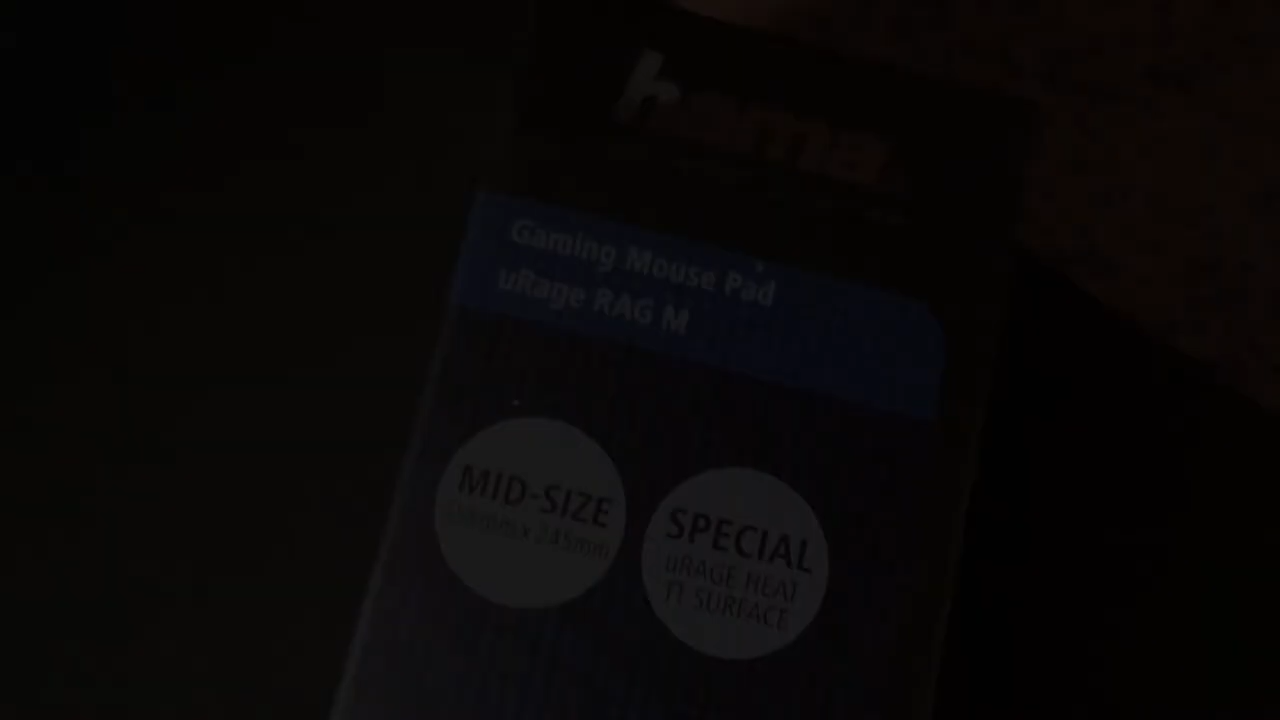 hama
Gaming Mouse Pad
uRage RAG M
MID-SIZE
SPECIAL
uRAGE HEAT
IT SURFACE